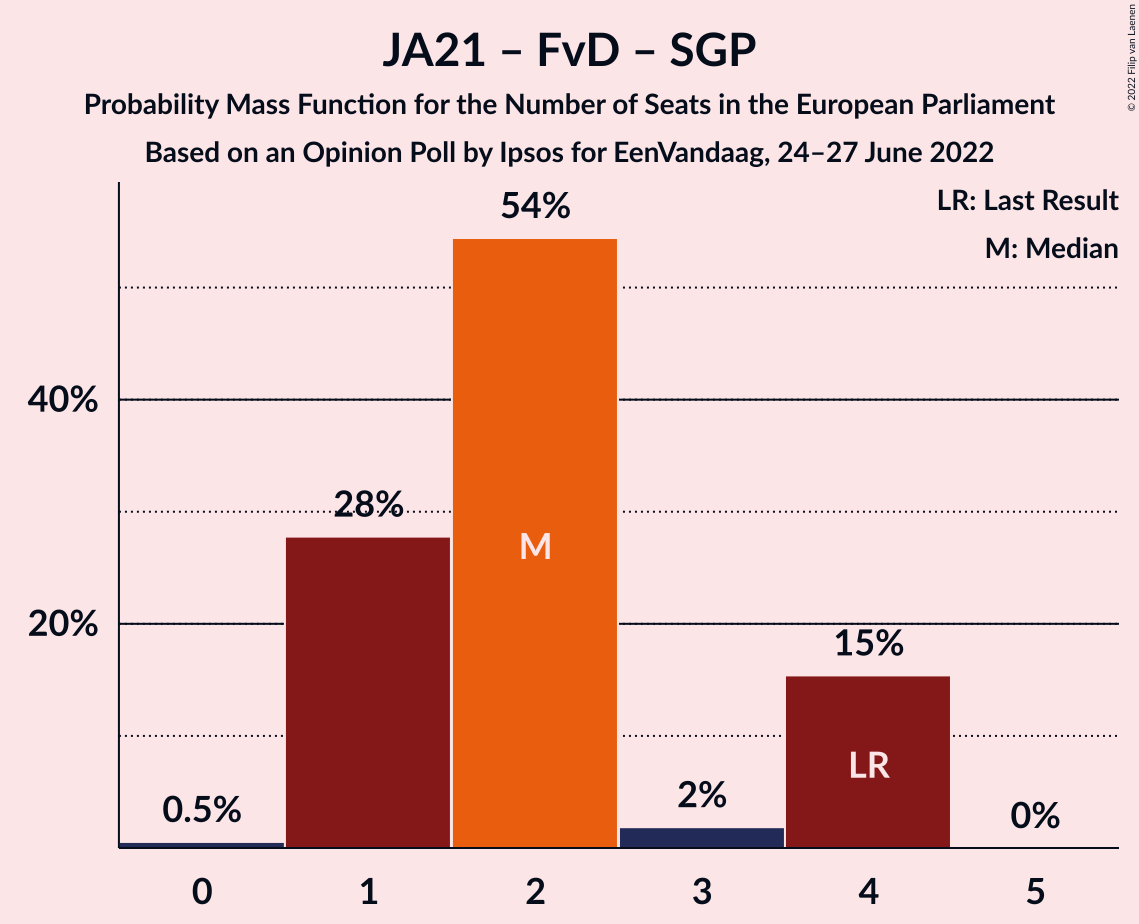 JA21 – FvD – SGP
Probability Mass Function for the Number of Seats in the European Parliament
Based on an Opinion Poll by Ipsos for EenVandaag, 24–27 June 2022
© 2022 Filip van Laenen
LR: Last Result
M: Median
54%
40%
28%
M
20%
15%
LR
0.5%
2%
0%
0
1
2
3
4
5